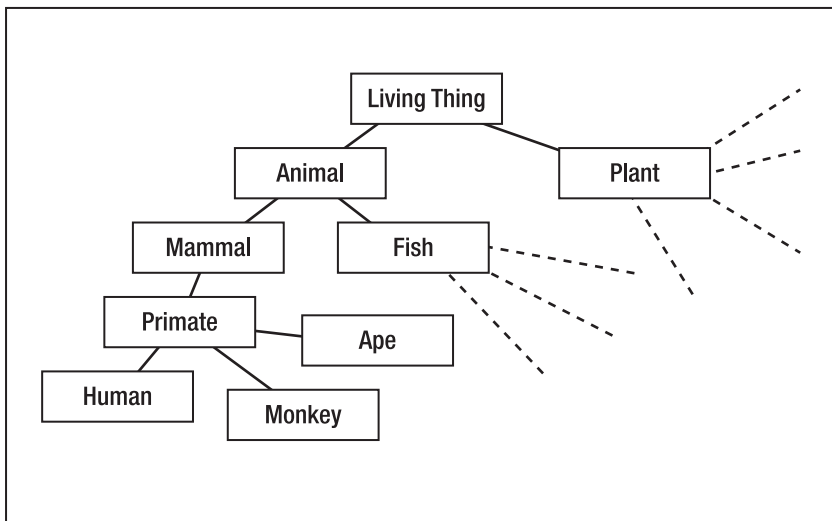 Living Thing
Animal
Plant
Mammal
Fish
Primate
Ape
Human
Monkey